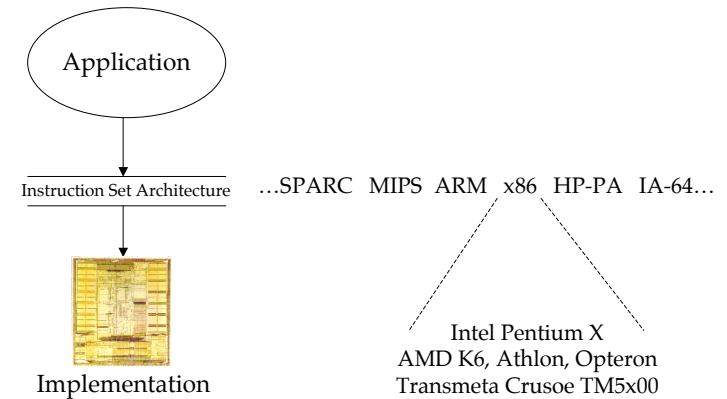 Application
Instruction Set Architecture
…SPARC MIPS ARM x86 HP-PA IA-64…
Implementation
Intel Pentium X
AMD K6, Athlon, Opteron
Transmeta Crusoe TM5x00